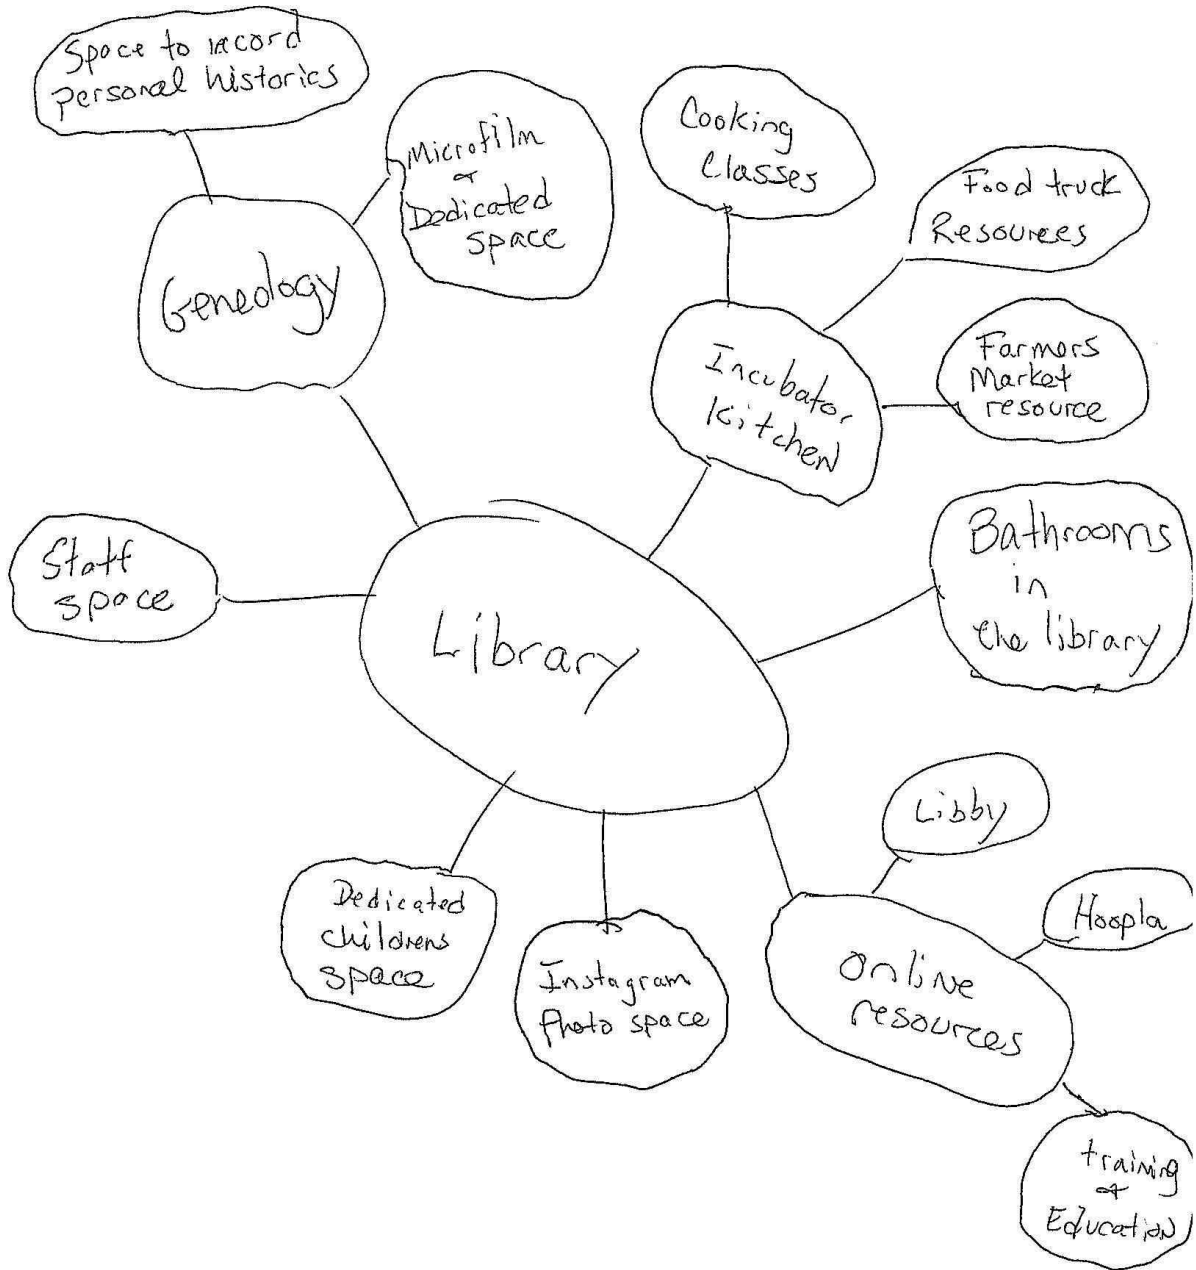 Space to record
personal histories
Microfilm
&
Dedicated
space
Geneology
Cooking
Classes
Food truck
Resources
Farmers
Market
resource
Incubator
Kitchen
Bathrooms
in
the library
Staff
space
Library
Libby
Hoopla
Online
resources
training
&
Education
Dedicated
childrens
space
Instagram
Photo space